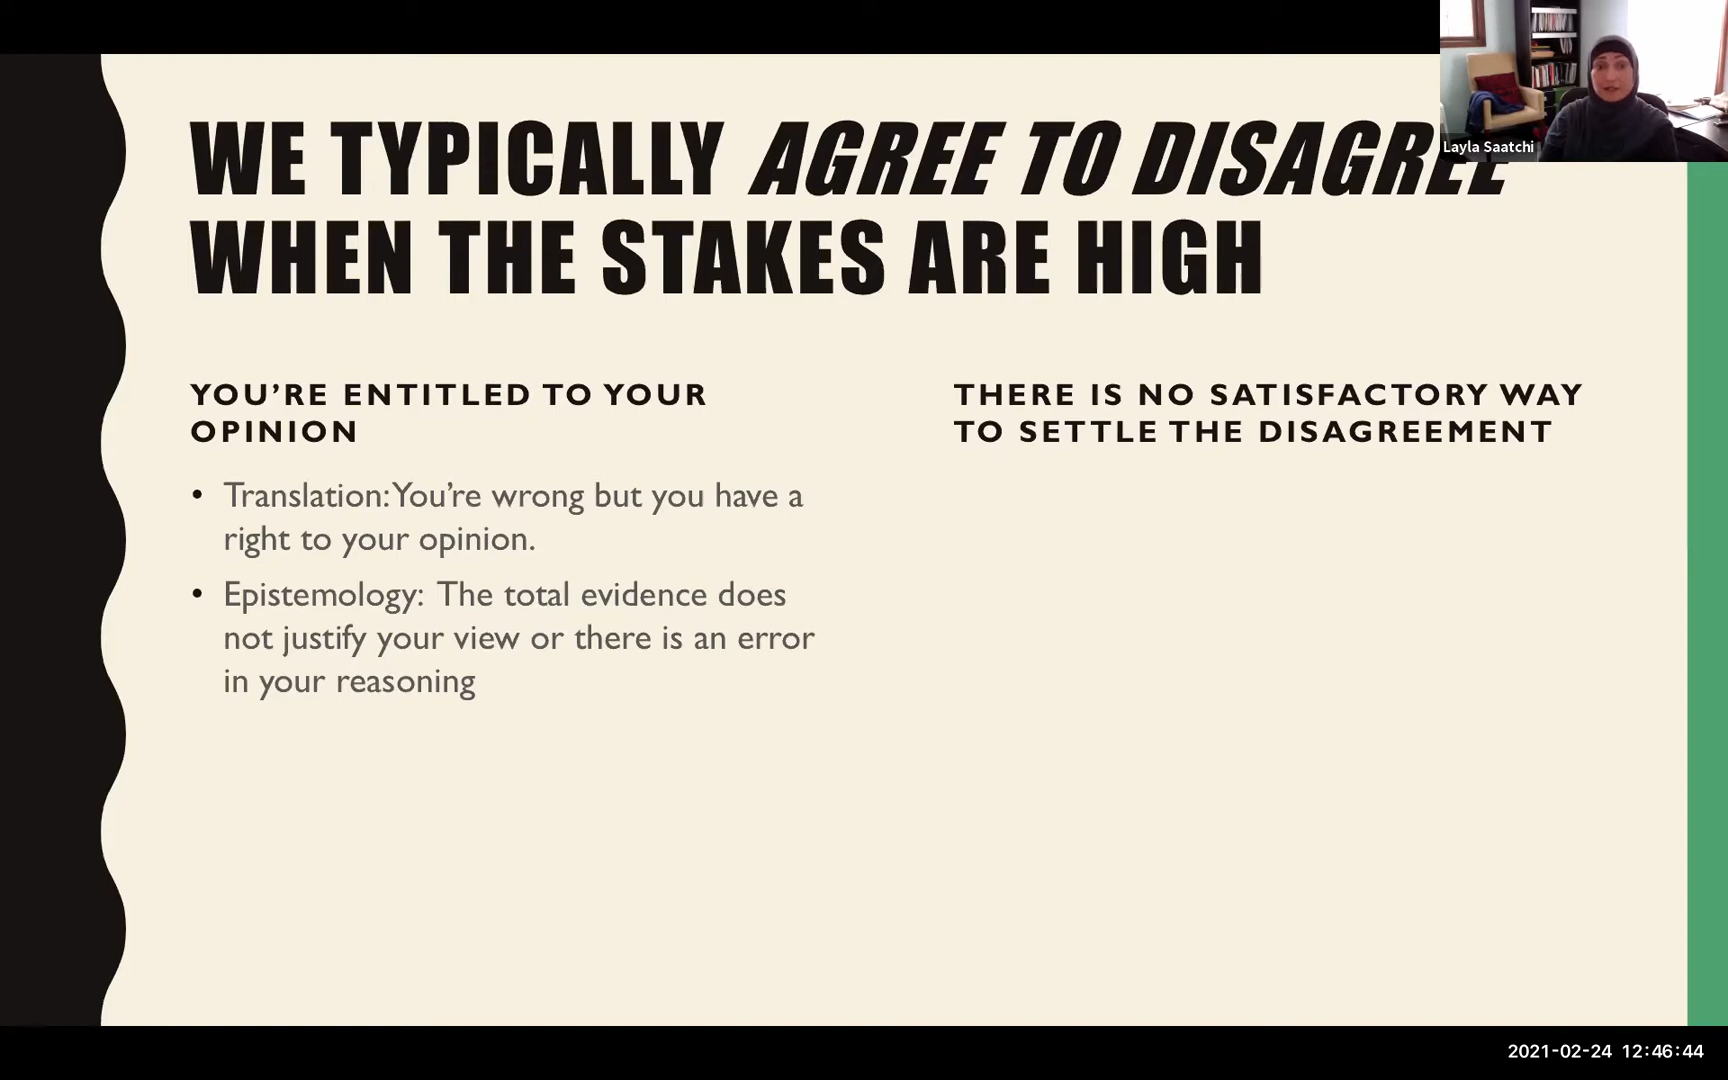 WE TYPICALLY AGREE TO DISAGREE
WHEN THE STAKES ARE HIGH
Layla Saatchi
YOU’RE ENTITLED TO YOUR
OPINION
• Translation: You’re wrong but you have a
right to your opinion.
• Epistemology: The total evidence does
not justify your view or there is an error
in your reasoning
THERE IS NO SATISFACTORY WAY
TO SETTLE THE DISAGREEMENT
2021-02-24 12:46:44